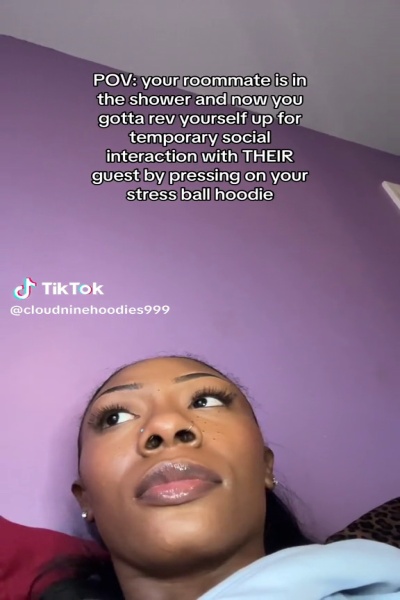 POV: your roommate is in
the shower and now you
gotta rev yourself up for
temporary social
interaction with THEIR
guest by pressing on your
stress ball hoodie
TikTok
@cloudninehoodies999